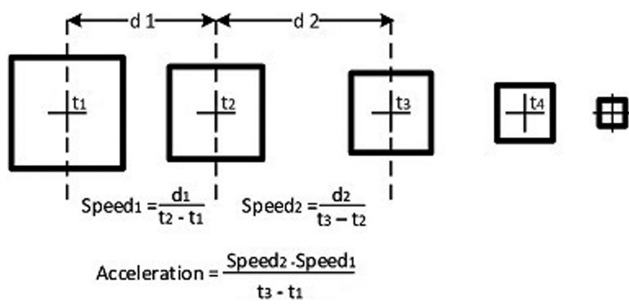 d 1 d 2
t1 t2 t3 t4
Speed1 = d1 / t2 - t1 Speed2 = d2 / t3 – t2
Acceleration = Speed2 - Speed1 / t3 - t1